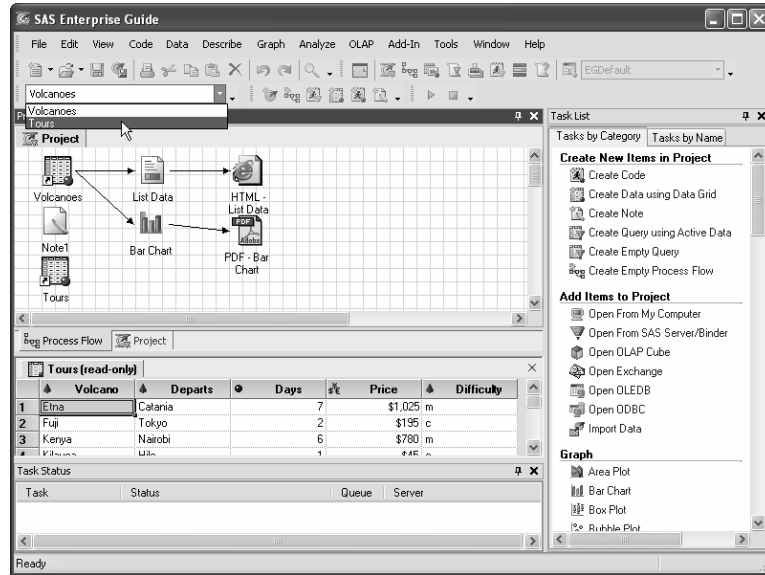 SAS Enterprise Guide
File Edit View Code Data Describe Graph Analyze OLAP Add-In Tools Window Help
EGDefault
Volcanoes
Volcanoes
Tours
Project
Volcanoes
List Data
HTML -
List Data
Note1
Bar Chart
PDF
Adobe
PDF - Bar
Chart
Tours
Process Flow Project
Tours (read-only)
Volcano Departs Days Price Difficulty
1 Etna Catania 7 $1,025 m
2 Fuji Tokyo 2 $195 c
3 Kenya Nairobi 6 $780 m
4 Kilauea Hilo 1 $45 e
Task Status
Task Status Queue Server
Ready
Task List
Tasks by Category Tasks by Name
Create New Items in Project
Create Code
Create Data using Data Grid
Create Note
Create Query using Active Data
Create Empty Query
Create Empty Process Flow
Add Items to Project
Open From My Computer
Open From SAS Server/Binder
Open OLAP Cube
Open Exchange
Open OLEDB
Open ODBC
Import Data
Graph
Area Plot
Bar Chart
Box Plot
Bubble Plot